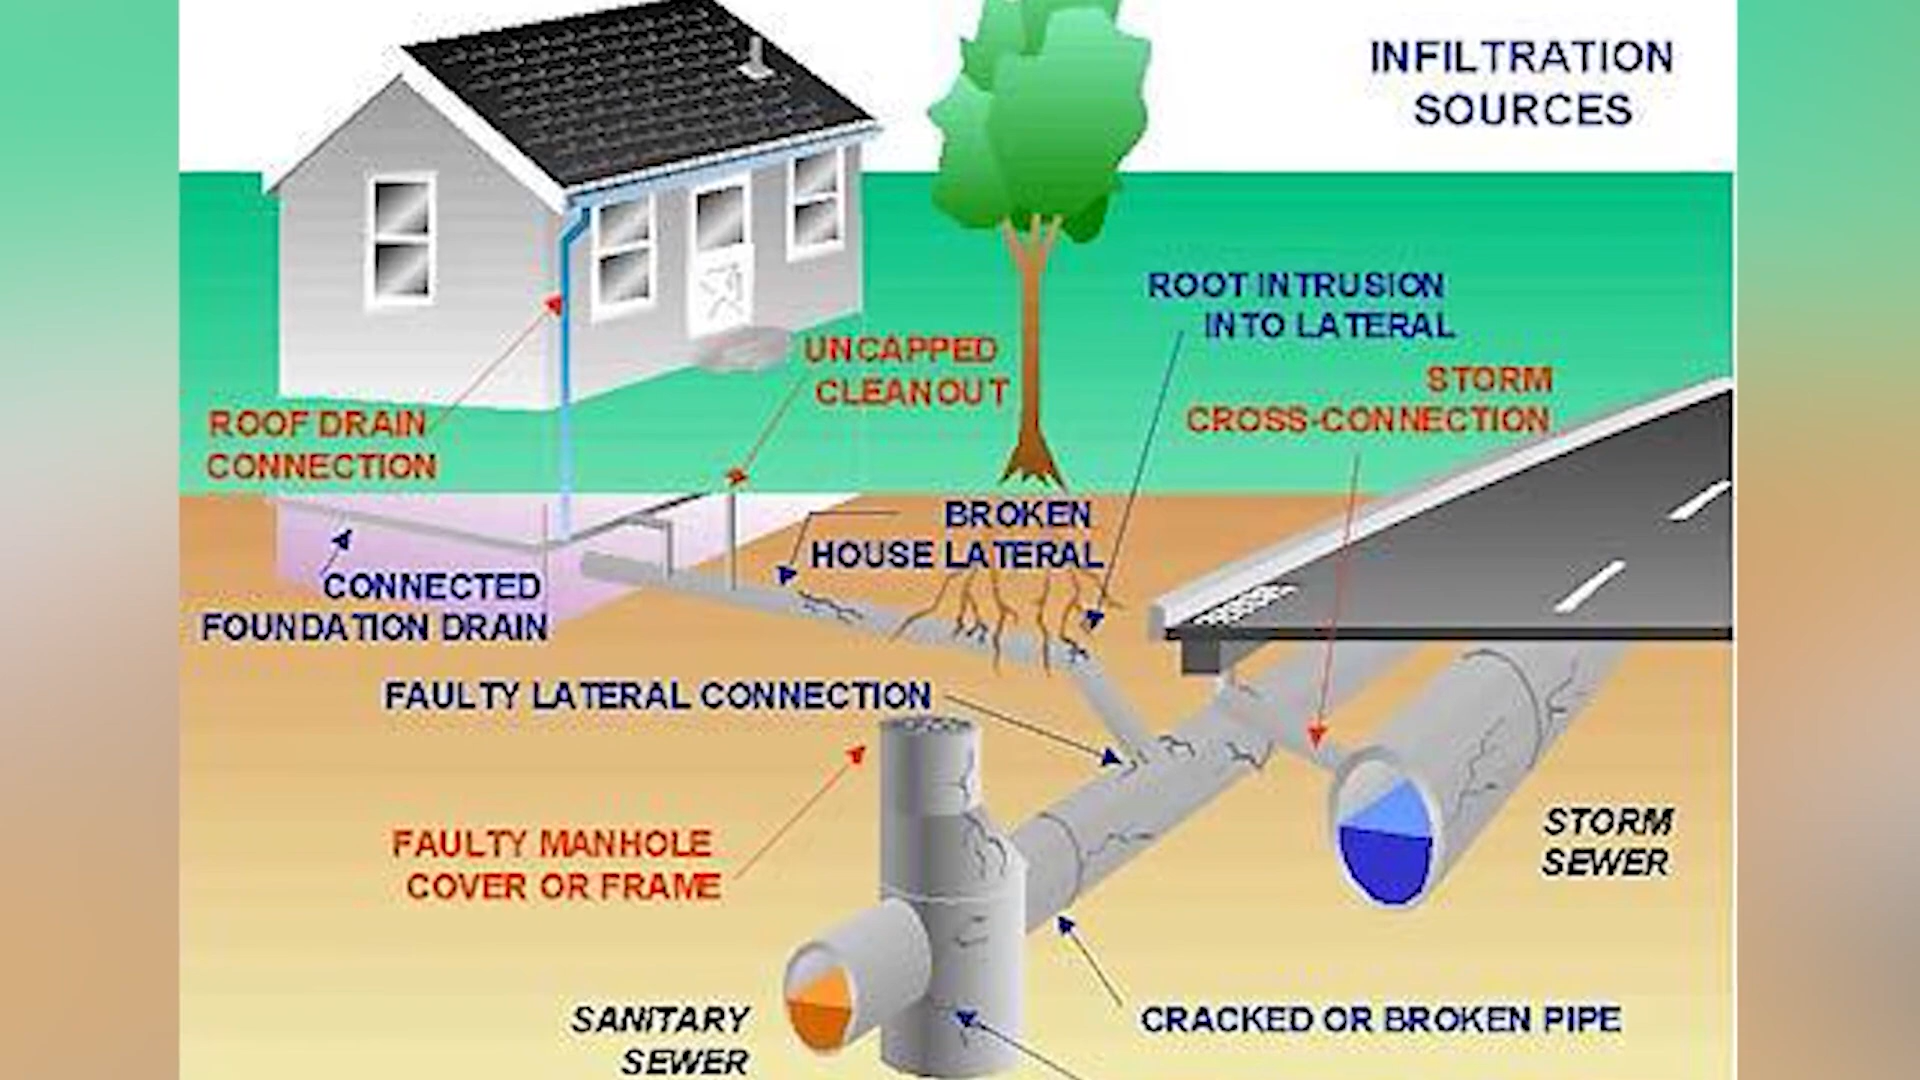 INFILTRATION
SOURCES
ROOT INTRUSION
INTO LATERAL
UNCAPPED
CLEANOUT
STORM
CROSS-CONNECTION
ROOF DRAIN
CONNECTION
BROKEN
HOUSE LATERAL
CONNECTED
FOUNDATION DRAIN
FAULTY LATERAL CONNECTION
FAULTY MANHOLE
COVER OR FRAME
STORM
SEWER
SANITARY
SEWER
CRACKED OR BROKEN PIPE